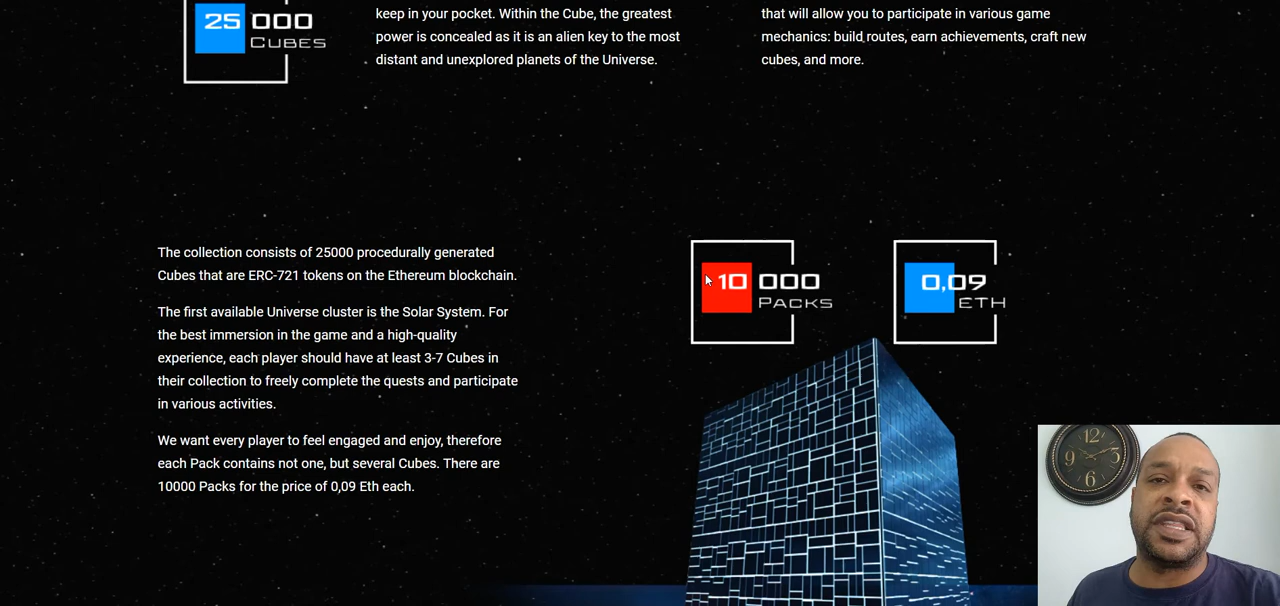 25 000
CUBES
keep in your pocket. Within the Cube, the greatest
power is concealed as it is an alien key to the most
distant and unexplored planets of the Universe.
that will allow you to participate in various game
mechanics: build routes, earn achievements, craft new
cubes, and more.
The collection consists of 25000 procedurally generated
Cubes that are ERC-721 tokens on the Ethereum blockchain.
The first available Universe cluster is the Solar System. For
the best immersion in the game and a high-quality
experience, each player should have at least 3-7 Cubes in
their collection to freely complete the quests and participate
in various activities.
We want every player to feel engaged and enjoy, therefore
each Pack contains not one, but several Cubes. There are
10000 Packs for the price of 0,09 Eth each.
10 000
PACKS
0,09
ETH
12
9
3
6